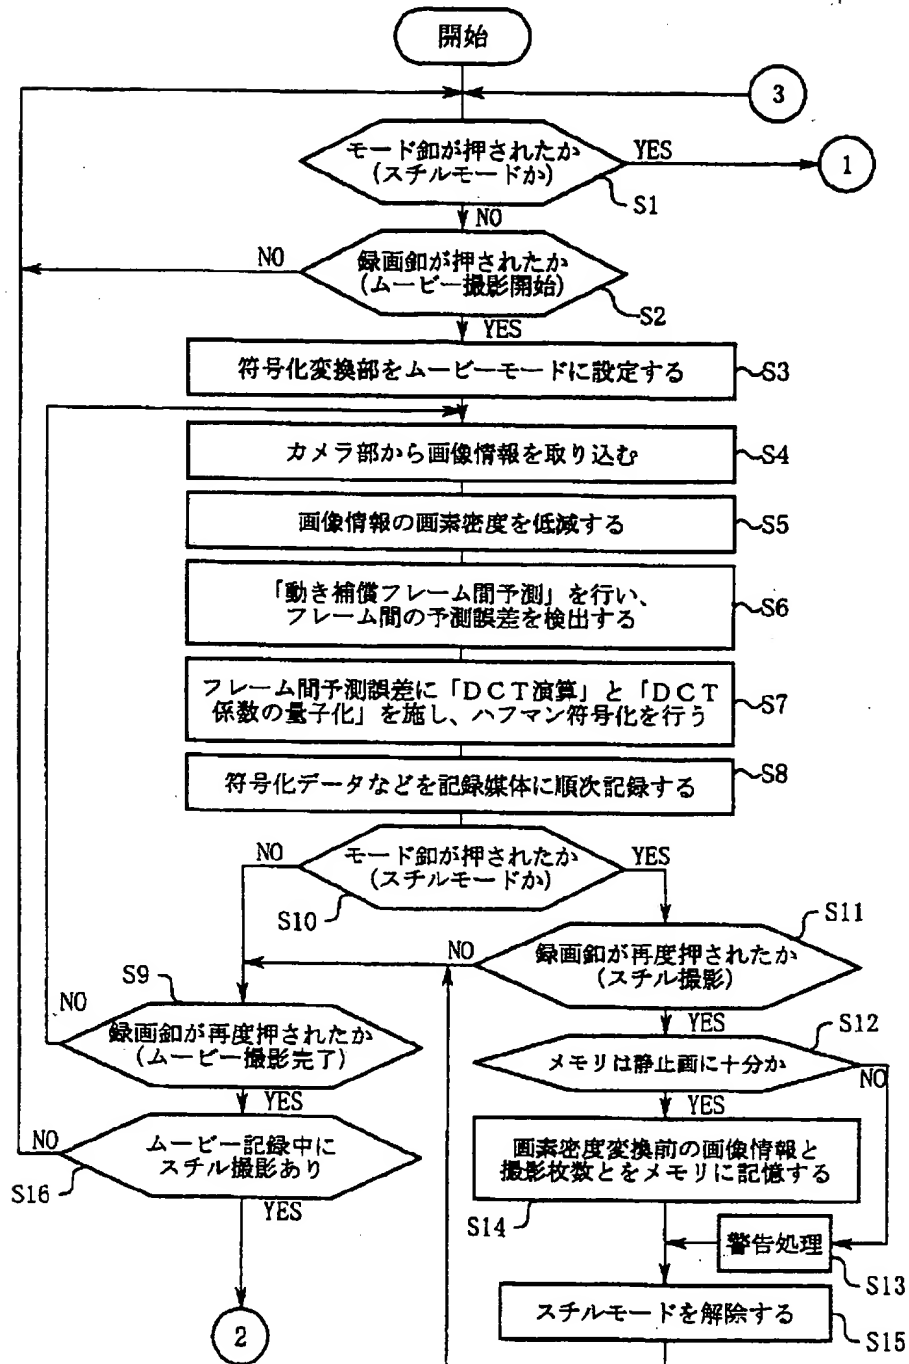 開始
3
モード釦が押されたか
(スチルモードか)
YES
1
S1
NO
録画釦が押されたか
(ムービー撮影開始)
NO
S2
YES
符号化変換部をムービーモードに設定する
S3
カメラ部から画像情報を取り込む
S4
画像情報の画素密度を低減する
S5
「動き補償フレーム間予測」を行い、
フレーム間の予測誤差を検出する
S6
フレーム間予測誤差に「DCT演算」と「DCT
係数の量子化」を施し、ハフマン符号化を行う
S7
符号化データなどを記録媒体に順次記録する
S8
モード釦が押されたか
(スチルモードか)
NO
YES
S10
S11
録画釦が再度押されたか
(スチル撮影)
NO
YES
S9
録画釦が再度押されたか
(ムービー撮影完了)
NO
YES
S12
メモリは静止画に十分か
NO
YES
ムービー記録中に
スチル撮影あり
NO
S16
YES
画素密度変換前の画像情報と
撮影枚数とをメモリに記憶する
S14
警告処理
S13
スチルモードを解除する
S15
2